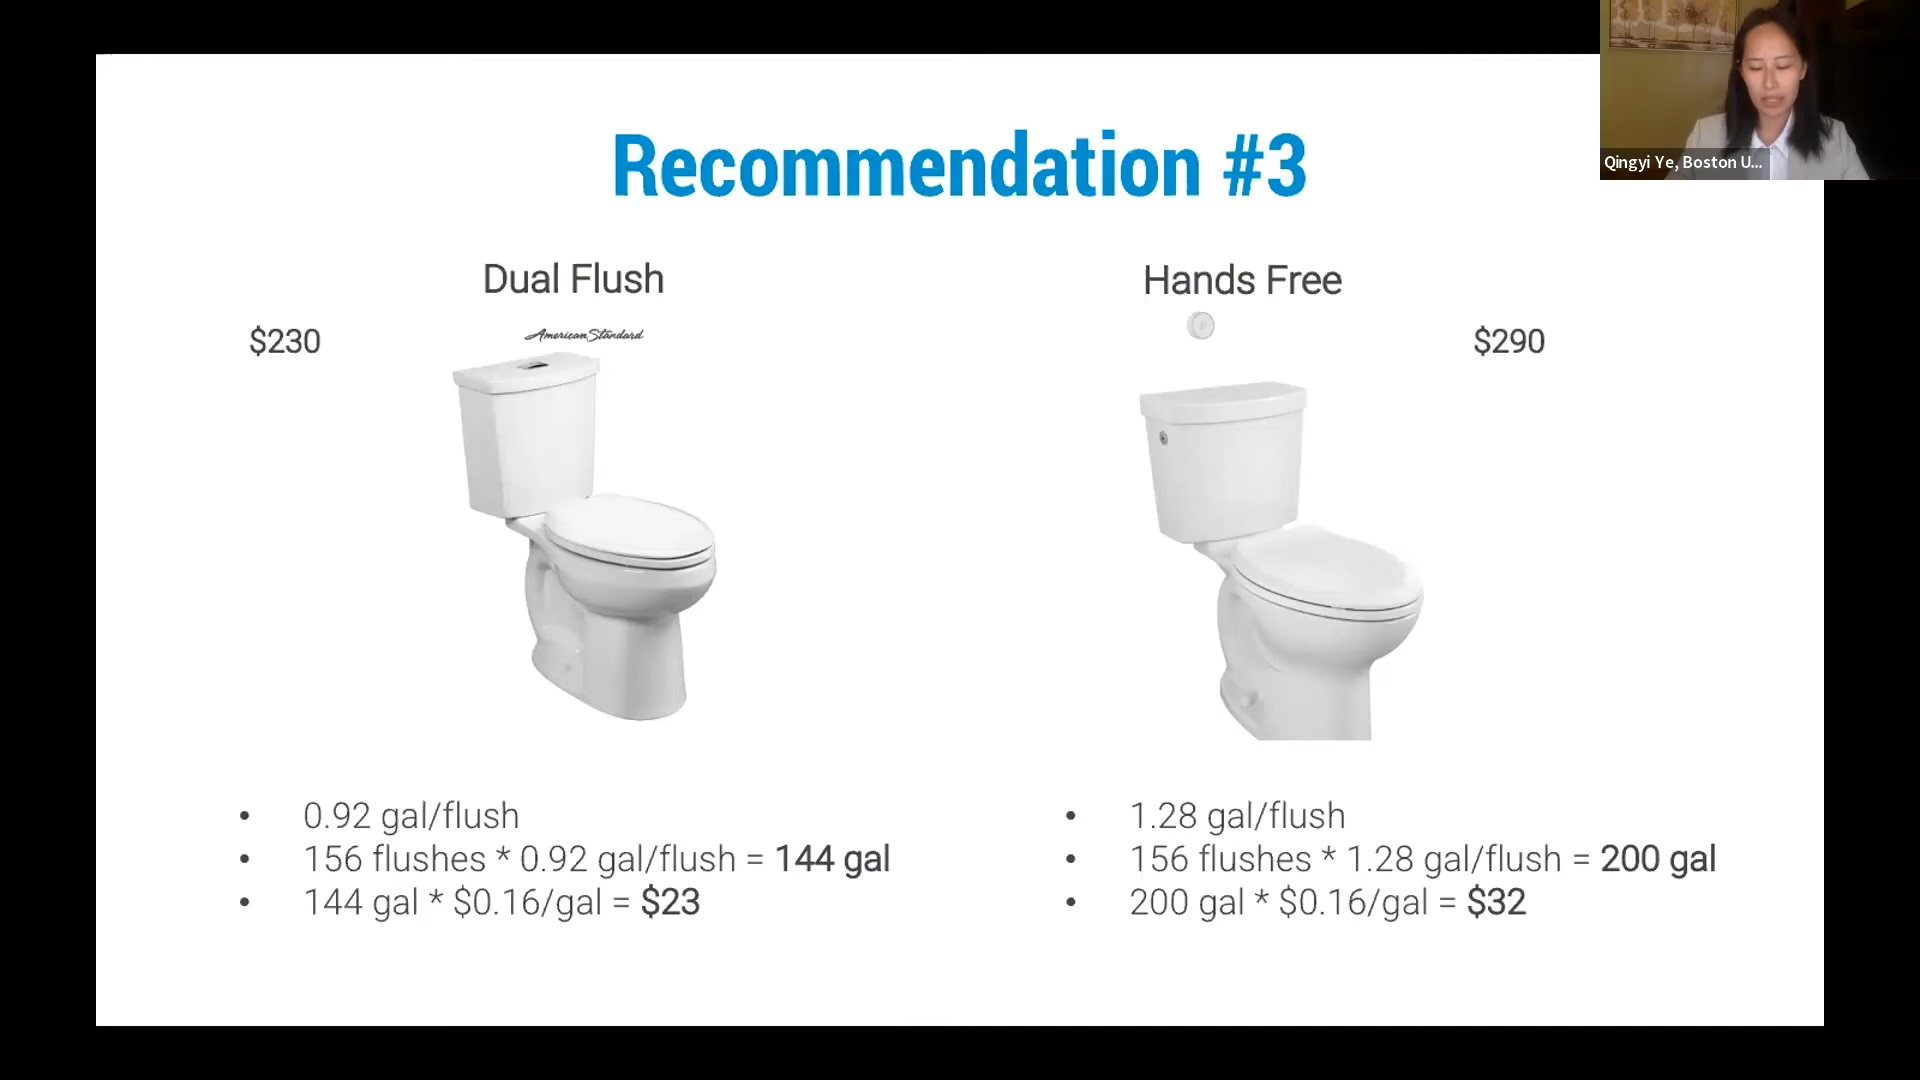 Qingyi Ye, Boston U...
Recommendation #3
Dual Flush
$230
American Standard
• 0.92 gal/flush
• 156 flushes * 0.92 gal/flush = 144 gal
• 144 gal * $0.16/gal = $23
Hands Free
$290
• 1.28 gal/flush
• 156 flushes * 1.28 gal/flush = 200 gal
• 200 gal * $0.16/gal = $32